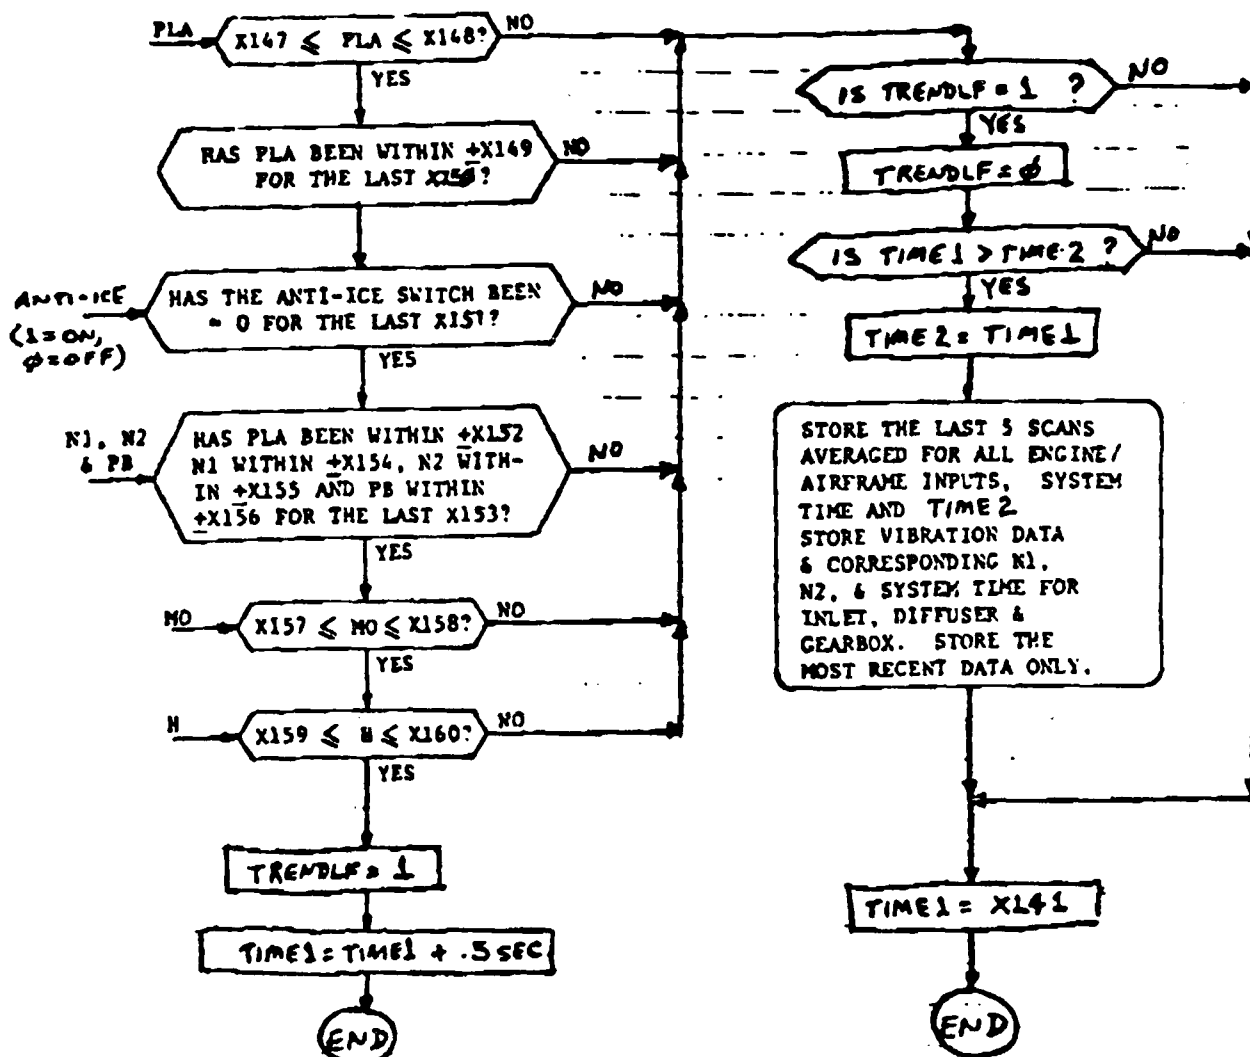 PLA
X147 ⩽ PLA ⩽ X148?
NO
YES
HAS PLA BEEN WITHIN ±X149
FOR THE LAST X150?
NO
ANTI-ICE
(1=ON,
φ=OFF)
HAS THE ANTI-ICE SWITCH BEEN
= 0 FOR THE LAST X151?
NO
YES
N1, N2
& PB
HAS PLA BEEN WITHIN ±X152
N1 WITHIN ±X154, N2 WITH-
IN ±X155 AND PB WITHIN
±X156 FOR THE LAST X153?
NO
YES
MO
X157 ⩽ MO ⩽ X158?
NO
YES
H
X159 ⩽ H ⩽ X160?
NO
YES
TRENDLF = 1
TIME1 = TIME1 + .5 SEC
END
IS TRENDLF = 1 ?
NO
YES
TRENDLF = φ
IS TIME1 > TIME2 ?
NO
YES
TIME2 = TIME1
STORE THE LAST 5 SCANS
AVERAGED FOR ALL ENGINE/
AIRFRAME INPUTS, SYSTEM
TIME AND TIME2
STORE VIBRATION DATA
& CORRESPONDING N1,
N2, & SYSTEM TIME FOR
INLET, DIFFUSER &
GEARBOX. STORE THE
MOST RECENT DATA ONLY.
TIME1 = X141
END